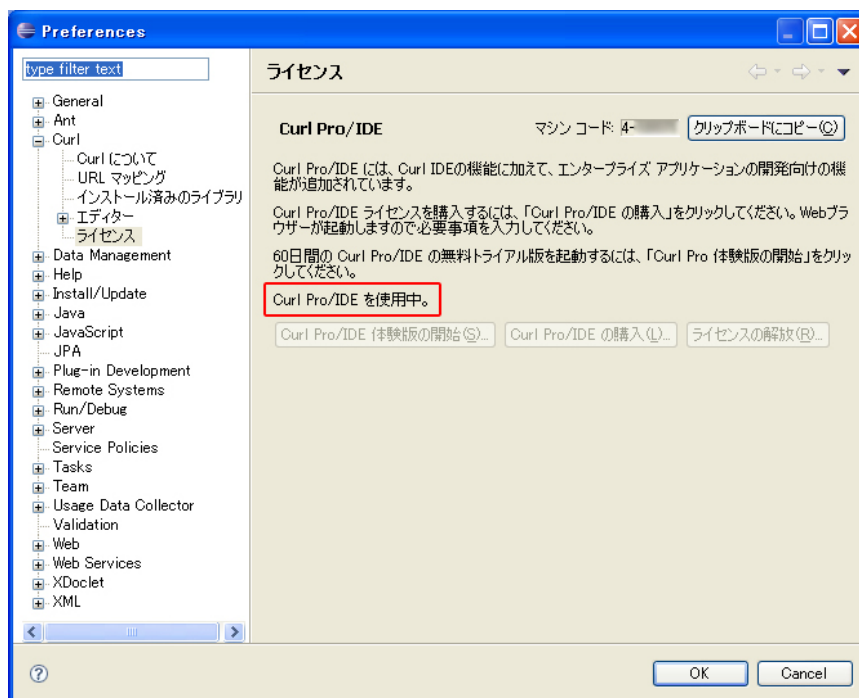 Preferences
type filter text
General
Ant
Curl
Curl について
URL マッピング
インストール済みのライブラリ
エディター
ライセンス
Data Management
Help
Install/Update
Java
JavaScript
JPA
Plug-in Development
Remote Systems
Run/Debug
Server
Service Policies
Tasks
Team
Usage Data Collector
Validation
Web
Web Services
XDoclet
XML
ライセンス
Curl Pro/IDE
マシン コード: 4-
クリップボードにコピー(C)
Curl Pro/IDE には、Curl IDEの機能に加えて、エンタープライズ アプリケーションの開発向けの機
能が追加されています。
Curl Pro/IDE ライセンスを購入するには、「Curl Pro/IDE の購入」をクリックしてください。Webブラ
ウザーが起動しますので必要事項を入力してください。
60日間の Curl Pro/IDE の無料トライアル版を起動するには、「Curl Pro 体験版の開始」をクリッ
クしてください。
Curl Pro/IDE を使用中。
Curl Pro/IDE 体験版の開始(S)...
Curl Pro/IDE の購入(L)...
ライセンスの解放(R)...
OK
Cancel